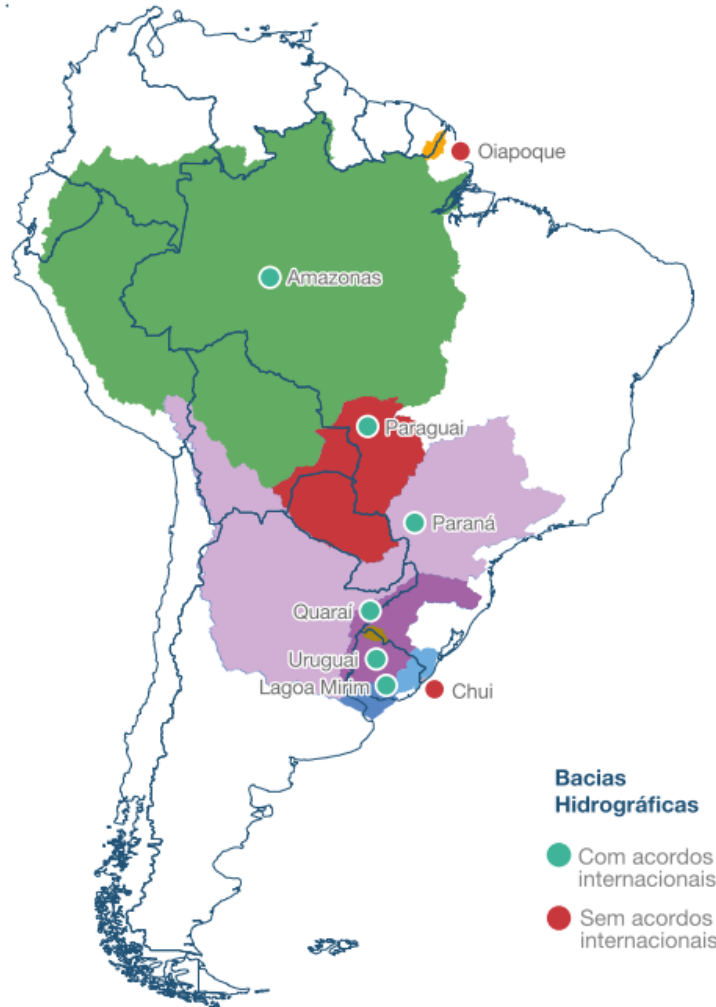 Oiapoque
Amazonas
Paraguai
Paraná
Quaraí
Uruguai
Lagoa Mirim
Chui
Bacias
Hidrográficas
Com acordos
internacionais
Sem acordos
internacionais